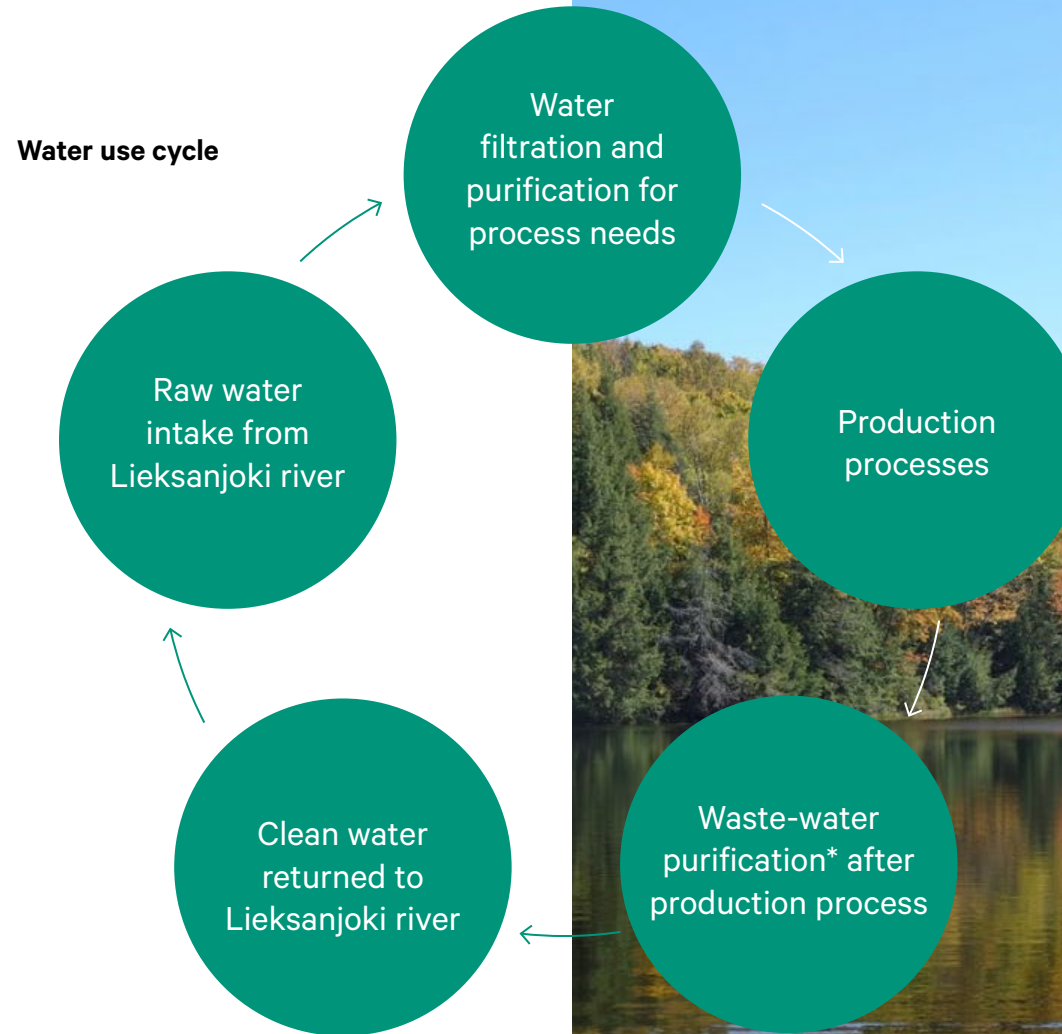 Water use cycle
Water
filtration and
purification for
process needs
Production
processes
Waste-water
purification* after
production process
Clean water
returned to
Lieksanjoki river
Raw water
intake from
Lieksanjoki river